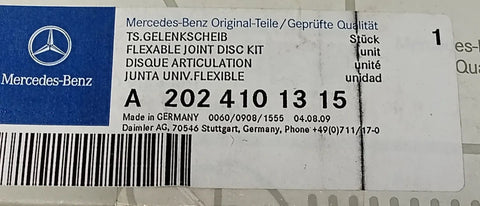 Mercedes-Benz Original-Teile/Geprüfte Qualität
TS.GELENKSCHEIB Stück 1
FLEXABLE JOINT DISC KIT unit
DISQUE ARTICULATION unité
JUNTA UNIV.FLEXIBLE unidad
Mercedes-Benz
A 202 410 13 15
Made in GERMANY 0060/0908/1555 04.08.09
Daimler AG, 70546 Stuttgart, Germany, Phone +49(0)711/17-0